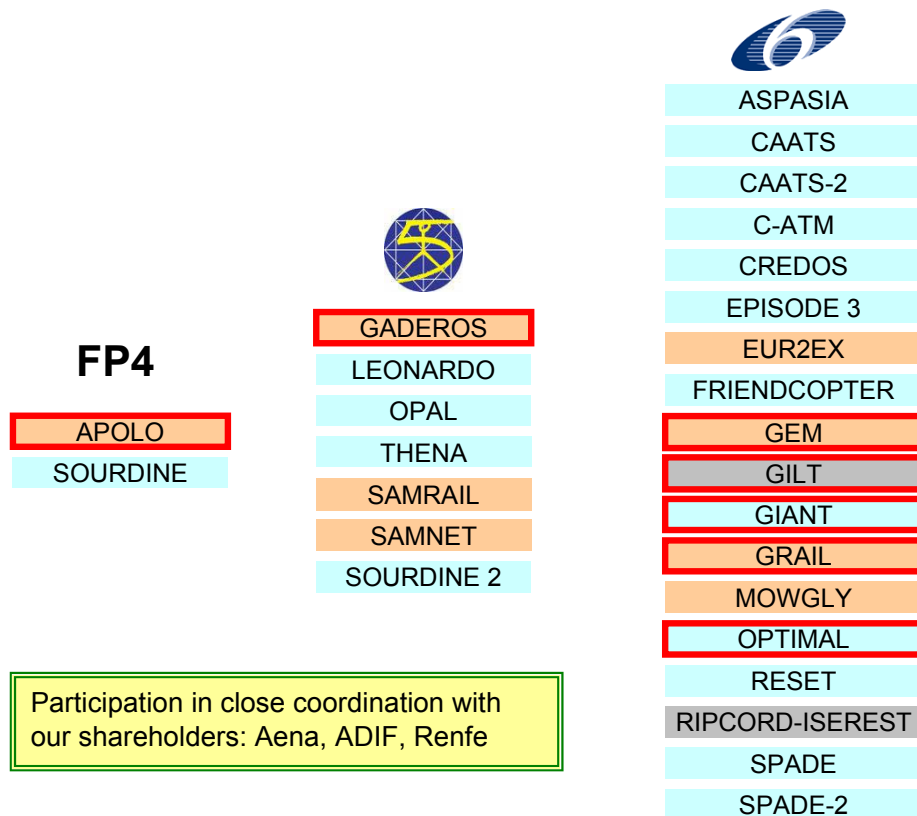 FP4
APOLO
SOURDINE
5
GADEROS
LEONARDO
OPAL
THENA
SAMRAIL
SAMNET
SOURDINE 2
6
ASPASIA
CAATS
CAATS-2
C-ATM
CREDOS
EPISODE 3
EUR2EX
FRIENDCOPTER
GEM
GILT
GIANT
GRAIL
MOWGLY
OPTIMAL
RESET
RIPCORD-ISEREST
SPADE
SPADE-2
Participation in close coordination with
our shareholders: Aena, ADIF, Renfe